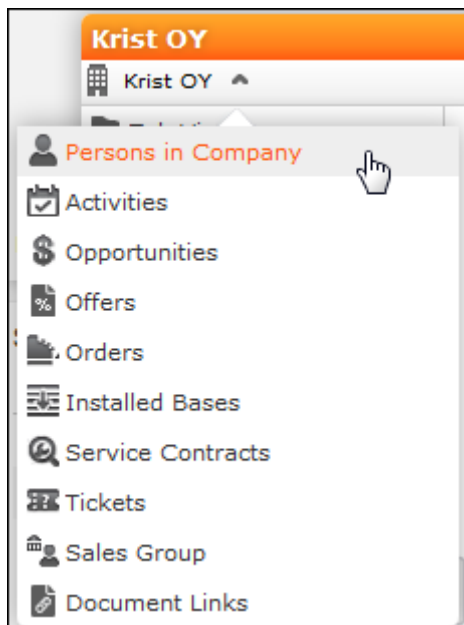 Krist OY
Krist OY
Persons in Company
Activities
Opportunities
Offers
Orders
Installed Bases
Service Contracts
Tickets
Sales Group
Document Links